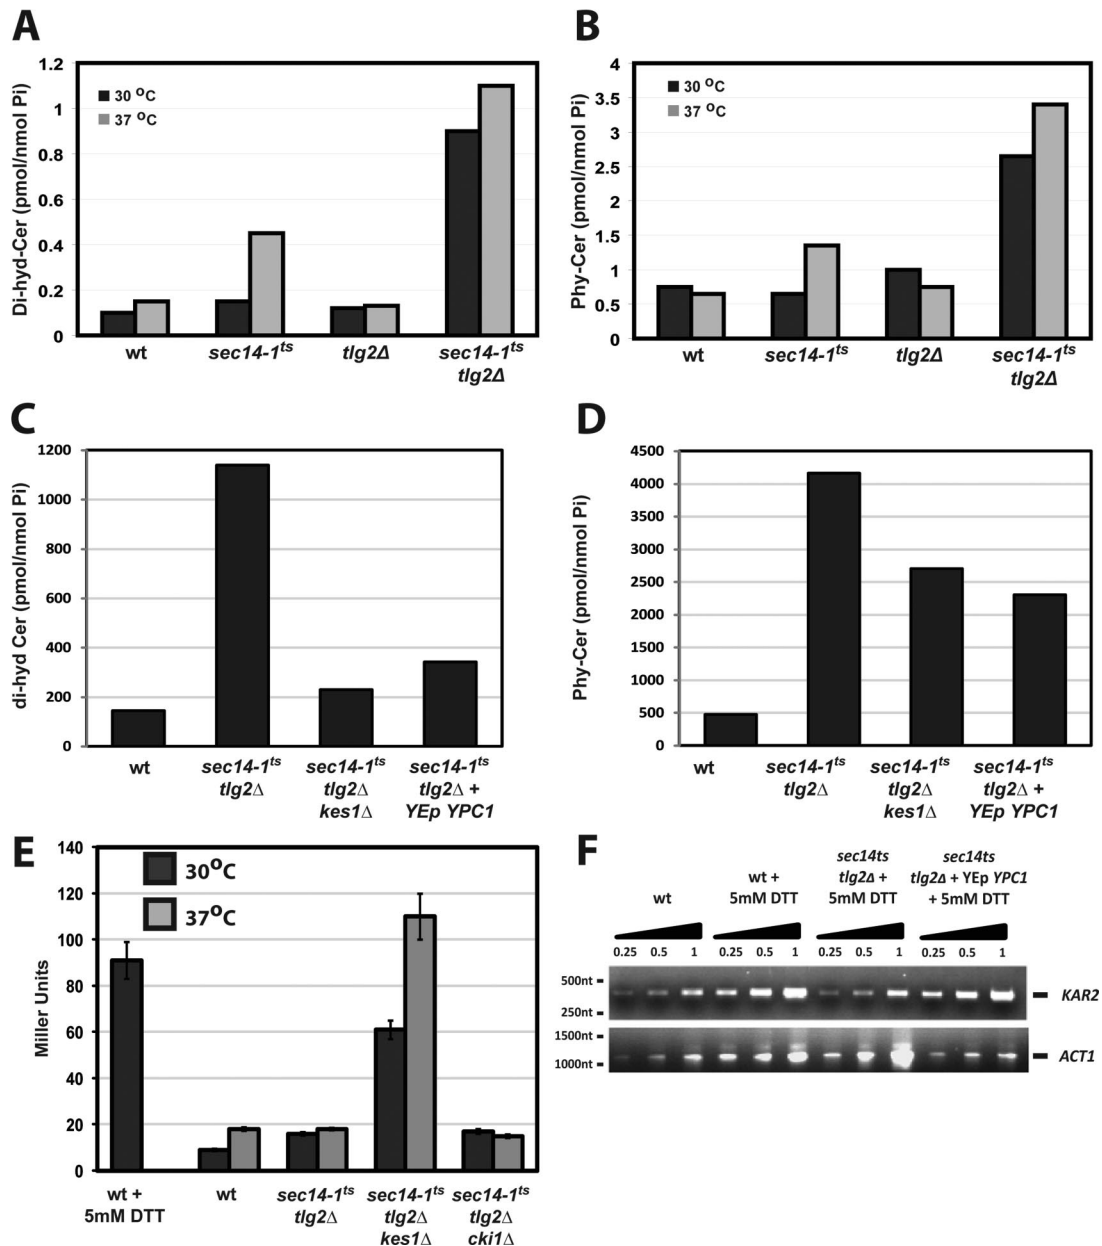 A
Di-hyd-Cer (pmol/nmol Pi)
1.2
1
0.8
0.6
0.4
0.2
0
30 °C
37 °C
wt
sec14-1ts
tlg2Δ
sec14-1ts
tlg2Δ
B
Phy-Cer (pmol/nmol Pi)
4
3.5
3
2.5
2
1.5
1
0.5
0
30 °C
37 °C
wt
sec14-1ts
tlg2Δ
sec14-1ts
tlg2Δ
C
di-hyd Cer (pmol/nmol Pi)
1200
1000
800
600
400
200
0
wt
sec14-1ts
tlg2Δ
sec14-1ts
tlg2Δ
kes1Δ
sec14-1ts
tlg2Δ +
YEp YPC1
D
Phy-Cer (pmol/nmol Pi)
4500
4000
3500
3000
2500
2000
1500
1000
500
0
wt
sec14-1ts
tlg2Δ
sec14-1ts
tlg2Δ
kes1Δ
sec14-1ts
tlg2Δ +
YEp YPC1
E
Miller Units
140
120
100
80
60
40
20
0
30°C
37°C
wt +
5mM DTT
wt
sec14-1ts
tlg2Δ
sec14-1ts
tlg2Δ
kes1Δ
sec14-1ts
tlg2Δ
cki1Δ
F
wt
wt +
5mM DTT
sec14ts
tlg2Δ +
5mM DTT
sec14ts
tlg2Δ + YEp YPC1
+ 5mM DTT
0.25 0.5 1 0.25 0.5 1 0.25 0.5 1 0.25 0.5 1
500nt
250nt
KAR2
1500nt
1000nt
ACT1